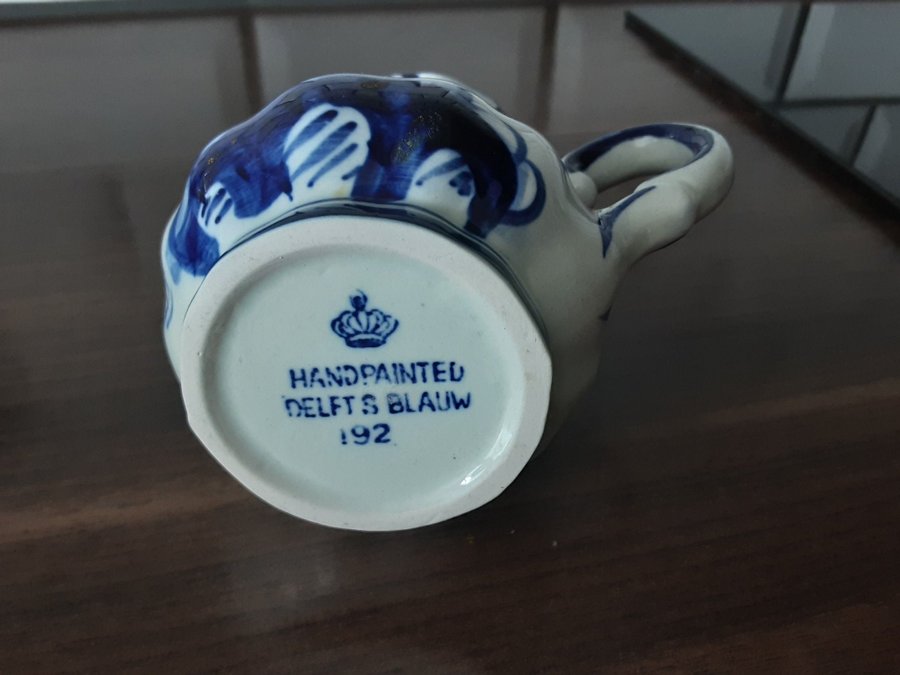 HANDPAINTED
DELFTS BLAUW
192